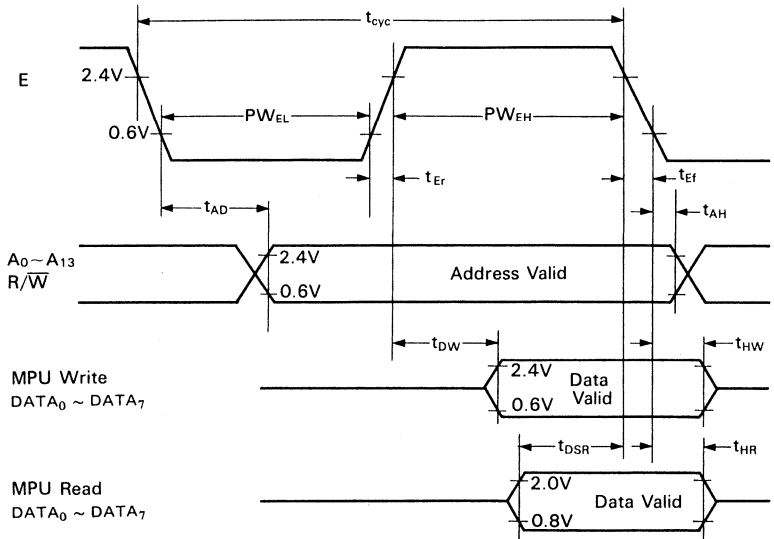 tcyc
E
2.4V
0.6V
PWEL
PWEH
tEr
tEf
tAD
tAH
A0~A13
R/W̅
2.4V
0.6V
Address Valid
tDW
tHW
MPU Write
DATA0 ~ DATA7
2.4V
0.6V
Data
Valid
tDSR
tHR
MPU Read
DATA0 ~ DATA7
2.0V
0.8V
Data Valid